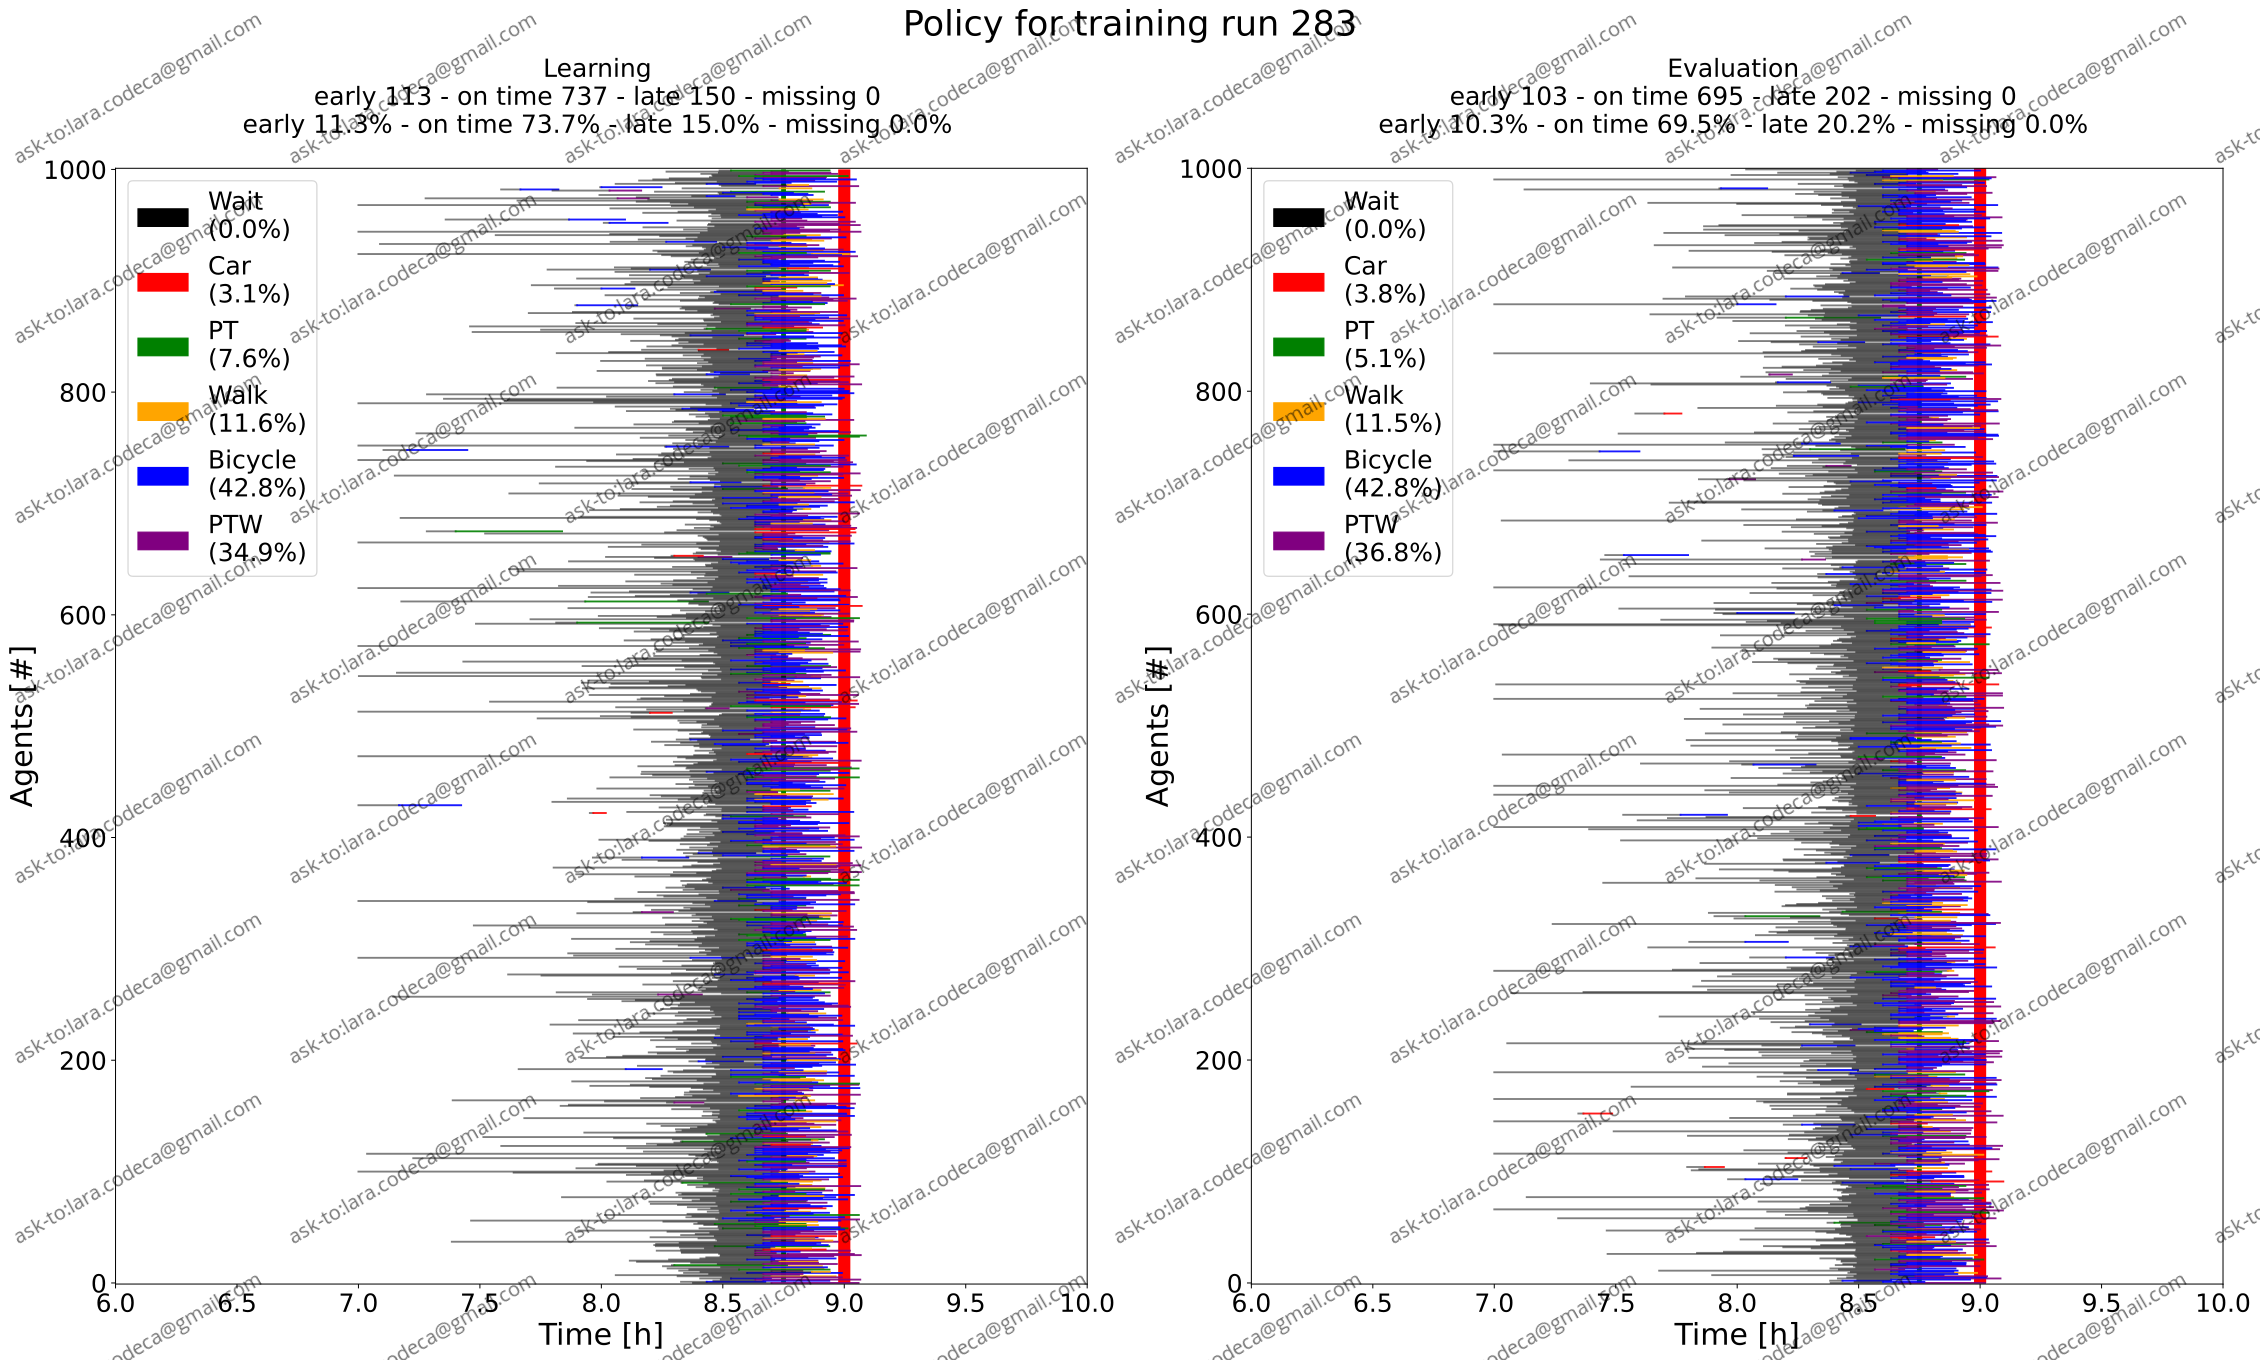 Policy for training run 283
Learning
early 113 - on time 737 - late 150 - missing 0
early 11.3% - on time 73.7% - late 15.0% - missing 0.0%
1000
800
600
400
200
0
Agents [#]
Wait
(0.0%)
Car
(3.1%)
PT
(7.6%)
Walk
(11.6%)
Bicycle
(42.8%)
PTW
(34.9%)
6.0 6.5 7.0 7.5 8.0 8.5 9.0 9.5 10.0
Time [h]
Evaluation
early 103 - on time 695 - late 202 - missing 0
early 10.3% - on time 69.5% - late 20.2% - missing 0.0%
1000
800
600
400
200
0
Agents [#]
Wait
(0.0%)
Car
(3.8%)
PT
(5.1%)
Walk
(11.5%)
Bicycle
(42.8%)
PTW
(36.8%)
6.0 6.5 7.0 7.5 8.0 8.5 9.0 9.5 10.0
Time [h]
ask-to:lara.codeca@gmail.com